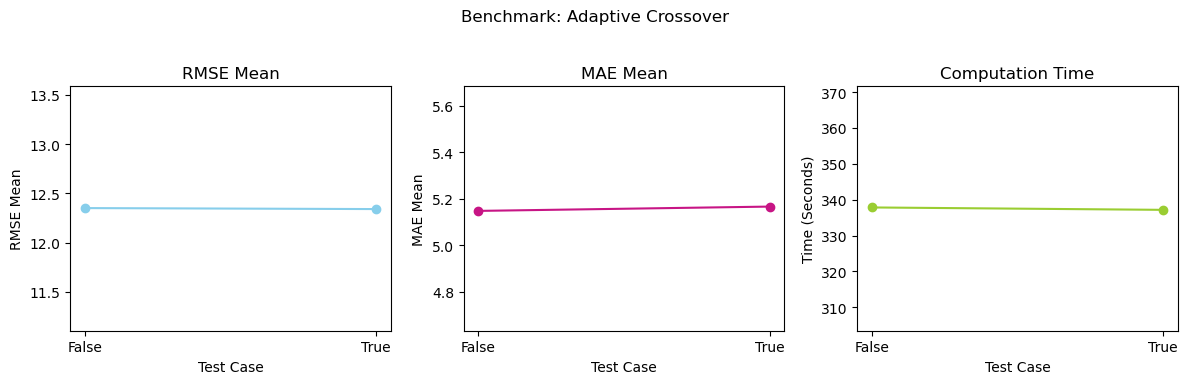 Benchmark: Adaptive Crossover
RMSE Mean
RMSE Mean
13.5
13.0
12.5
12.0
11.5
False
True
Test Case
MAE Mean
MAE Mean
5.6
5.4
5.2
5.0
4.8
False
True
Test Case
Computation Time
Time (Seconds)
370
360
350
340
330
320
310
False
True
Test Case